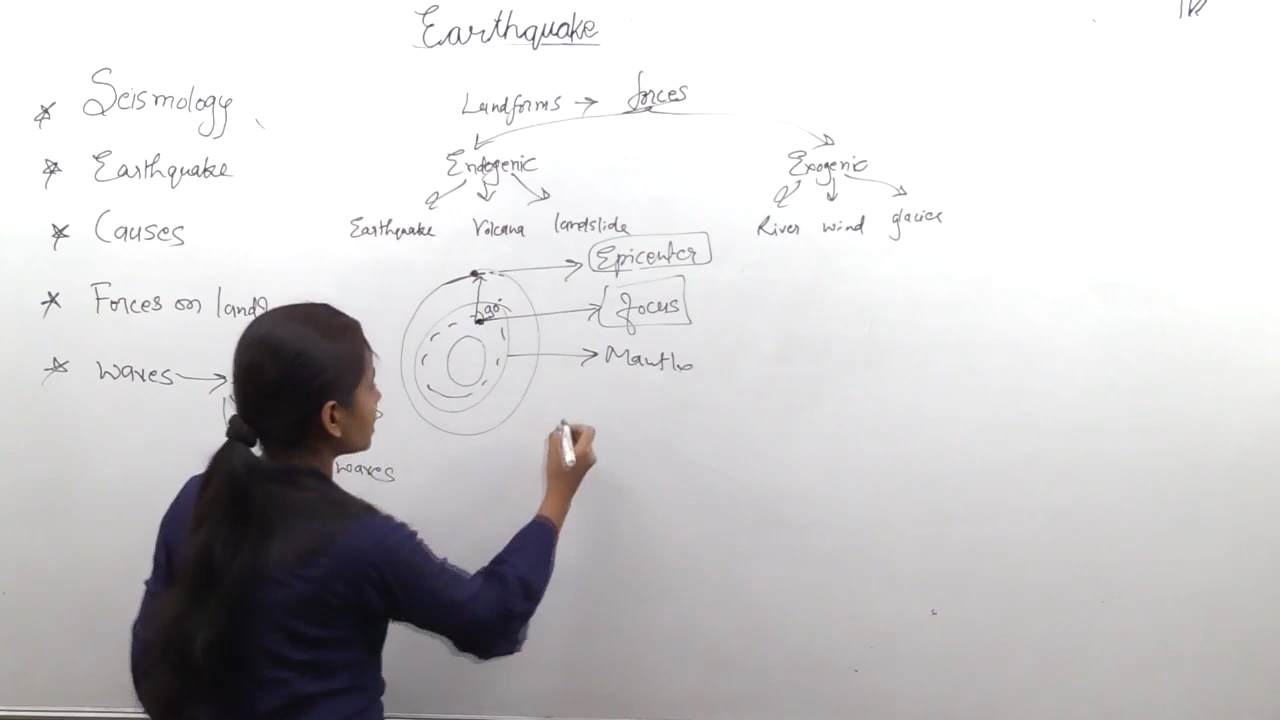 Earthquake
* Seismology
* Earthquake
* Causes
* Forces on
* Waves →
waves
Landforms → forces
Endogenic Exogenic
Earthquake Volcano landslide River wind glacier
Epicenter
90°
focus
Mantle